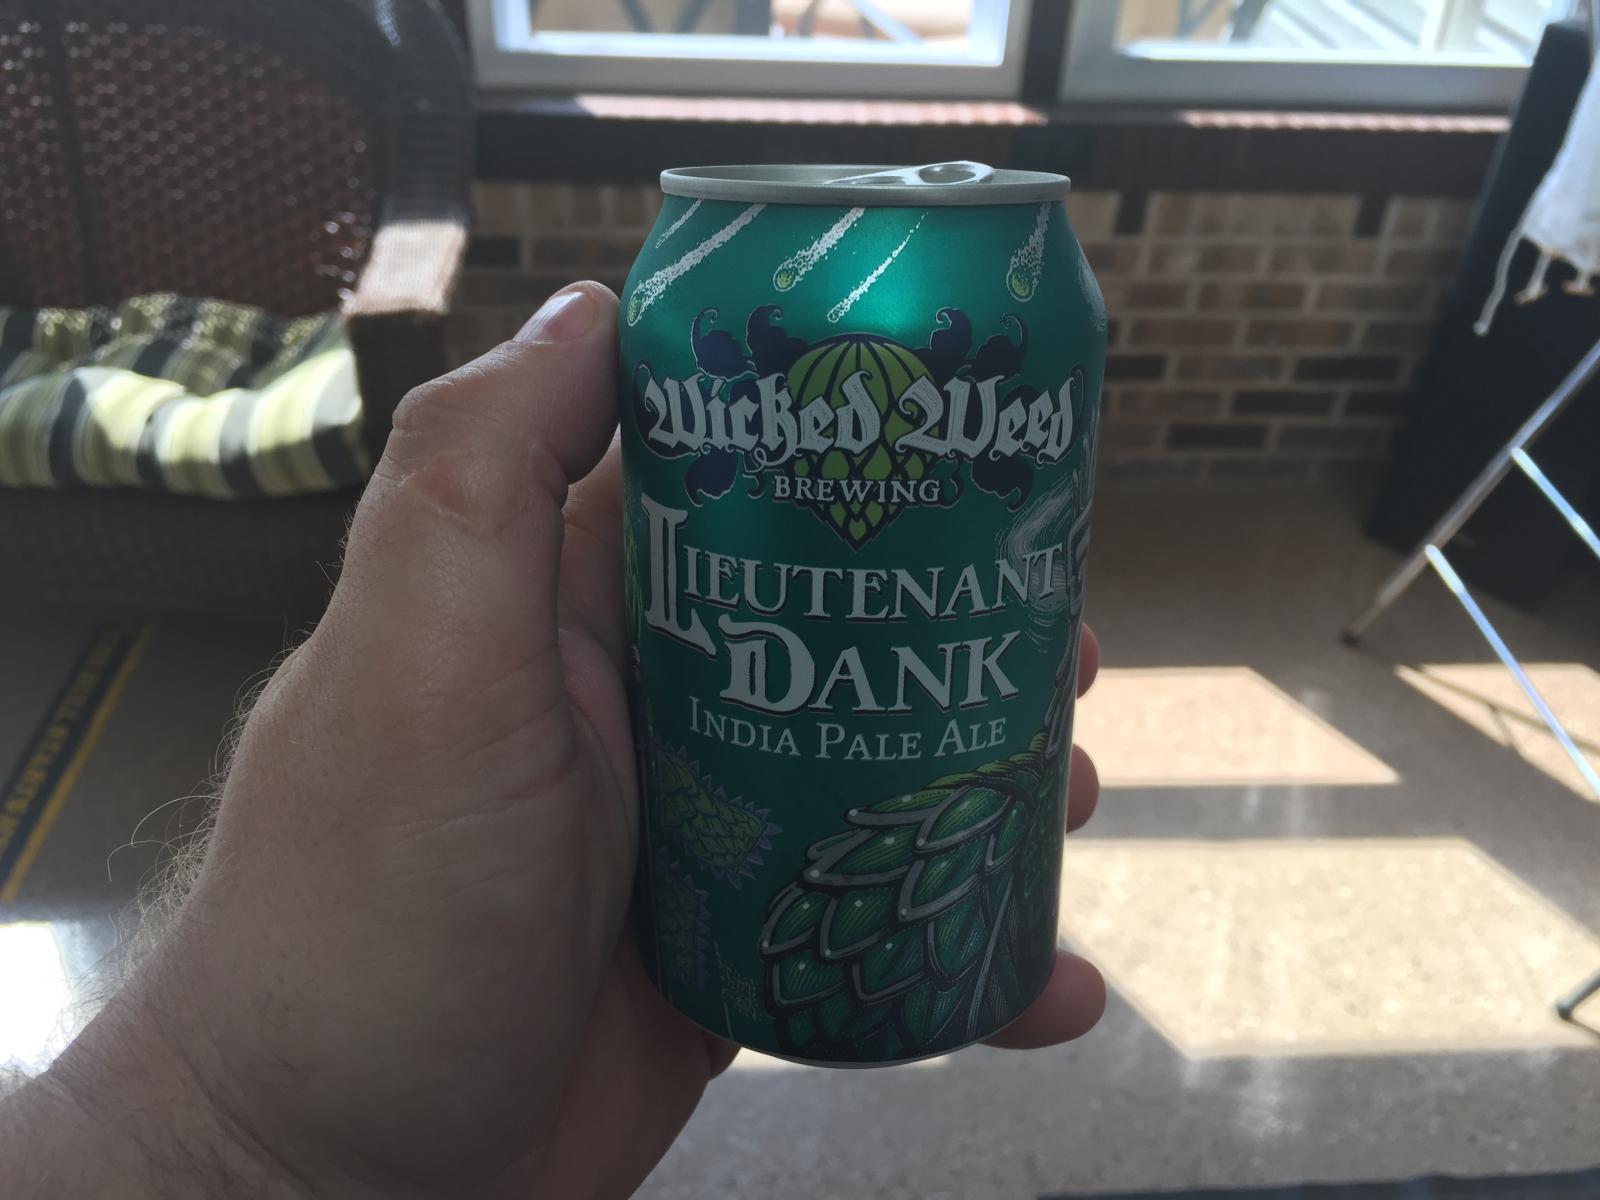 Wicked Weed
BREWING
LIEUTENANT
DANK
INDIA PALE ALE